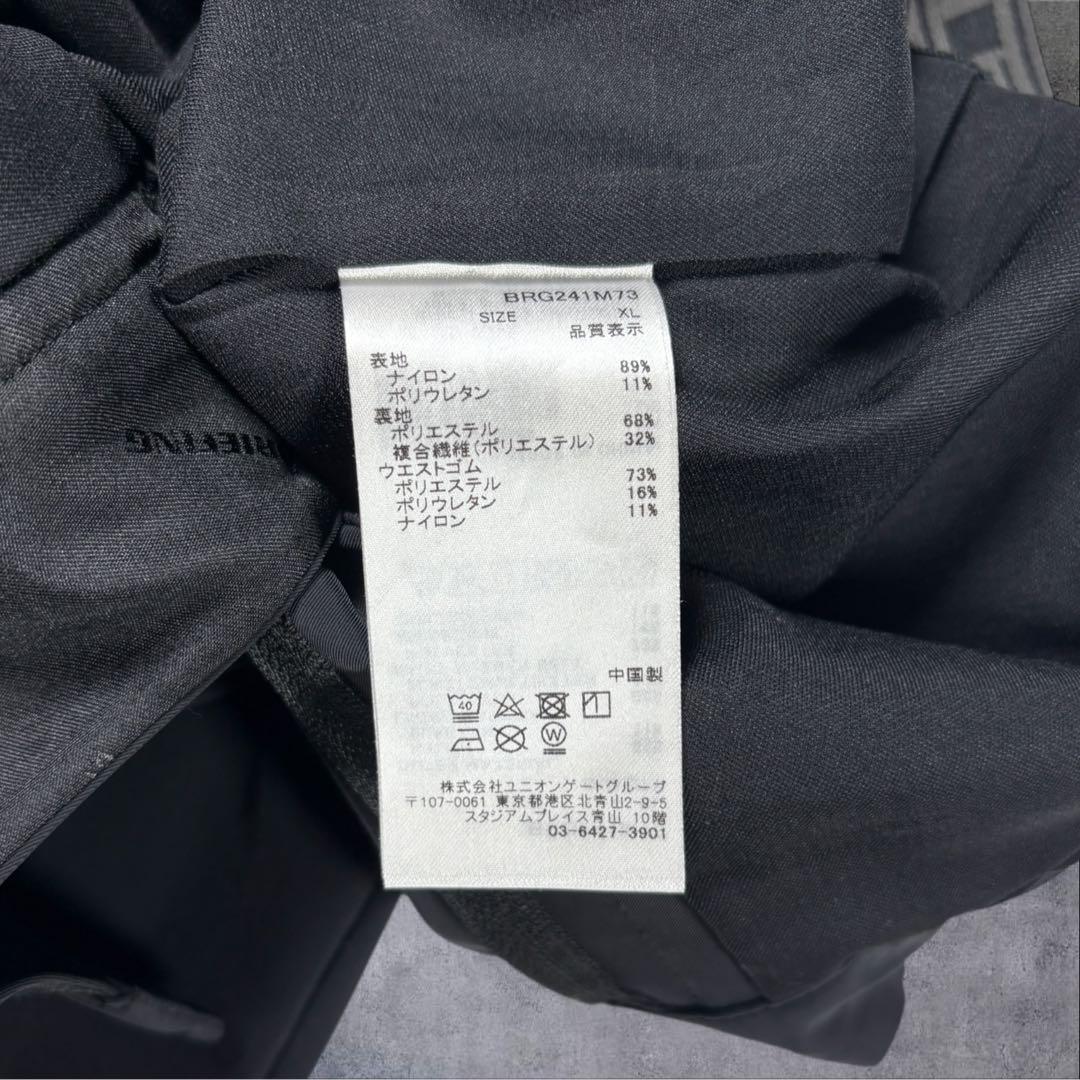 BRG241M73
SIZE XL
品質表示
表地
ナイロン 89%
ポリウレタン 11%
裏地
ポリエステル 68%
複合繊維(ポリエステル) 32%
ウエストゴム
ポリエステル 73%
ポリウレタン 16%
ナイロン 11%
中国製
40
W
株式会社ユニオンゲートグループ
〒107-0061 東京都港区北青山2-9-5
スタジアムプレイス青山 10階
03-6427-3901
BRIEFING